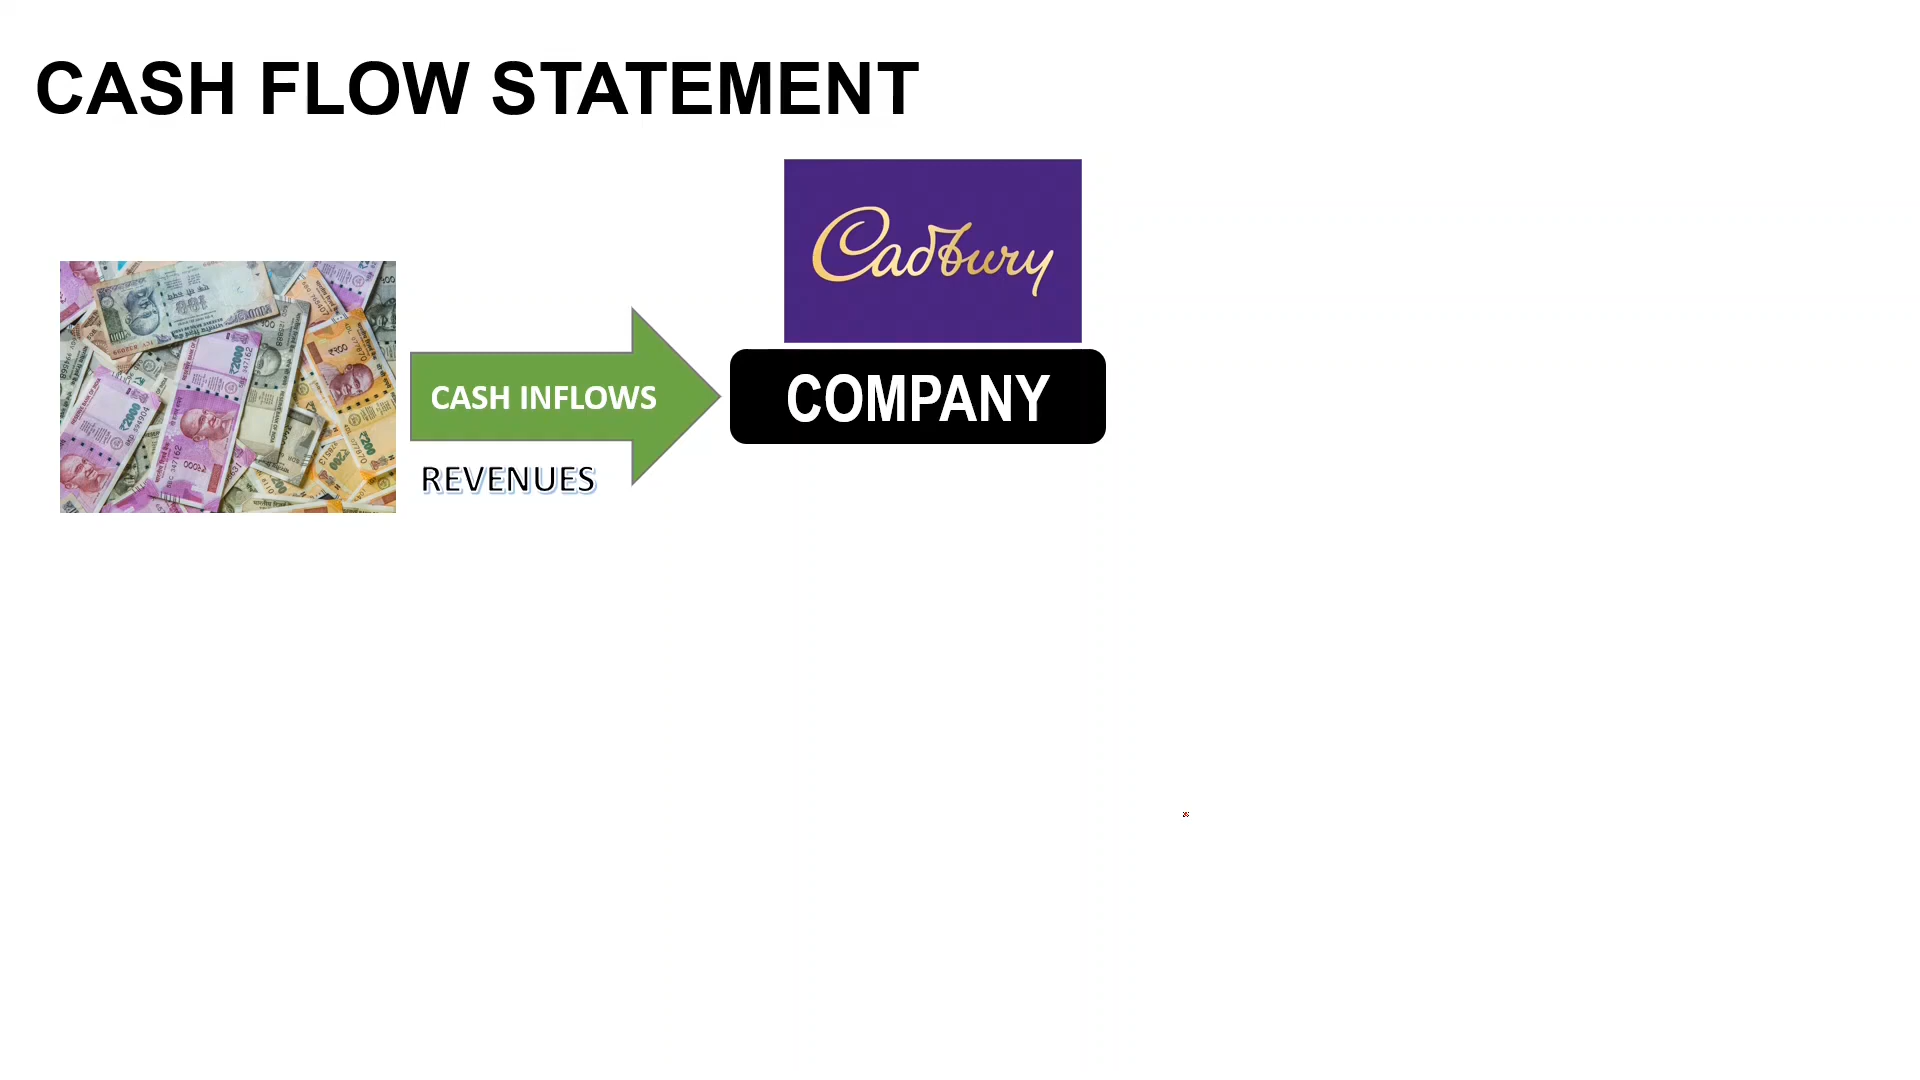 CASH FLOW STATEMENT
Cadbury
CASH INFLOWS
COMPANY
REVENUES